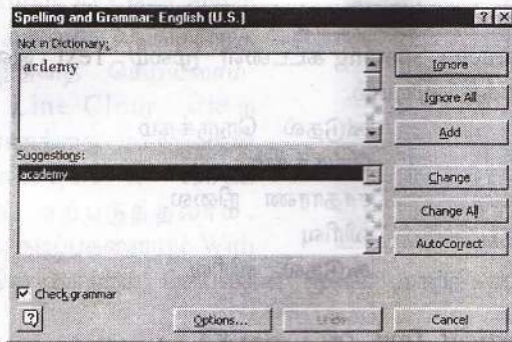 Spelling and Grammar: English (U.S.)
Not in Dictionary:
acdemy
Ignore
Ignore All
Add
Suggestions:
academy
Change
Change All
AutoCorrect
Check grammar
Options...
Undo
Cancel